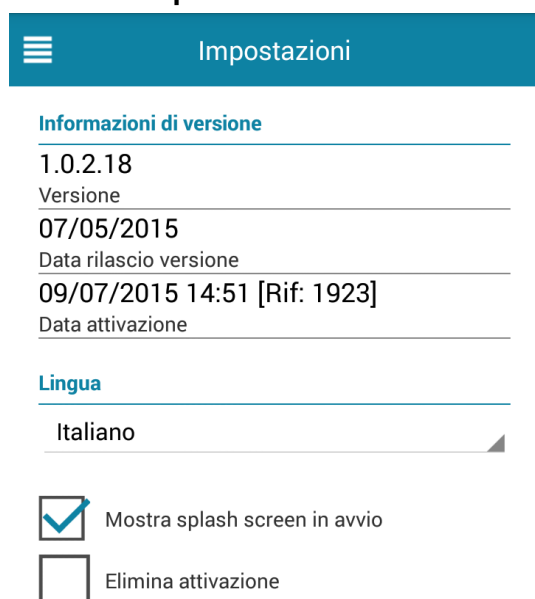 Impostazioni
Informazioni di versione
1.0.2.18
Versione
07/05/2015
Data rilascio versione
09/07/2015 14:51 [Rif: 1923]
Data attivazione
Lingua
Italiano
Mostra splash screen in avvio
Elimina attivazione